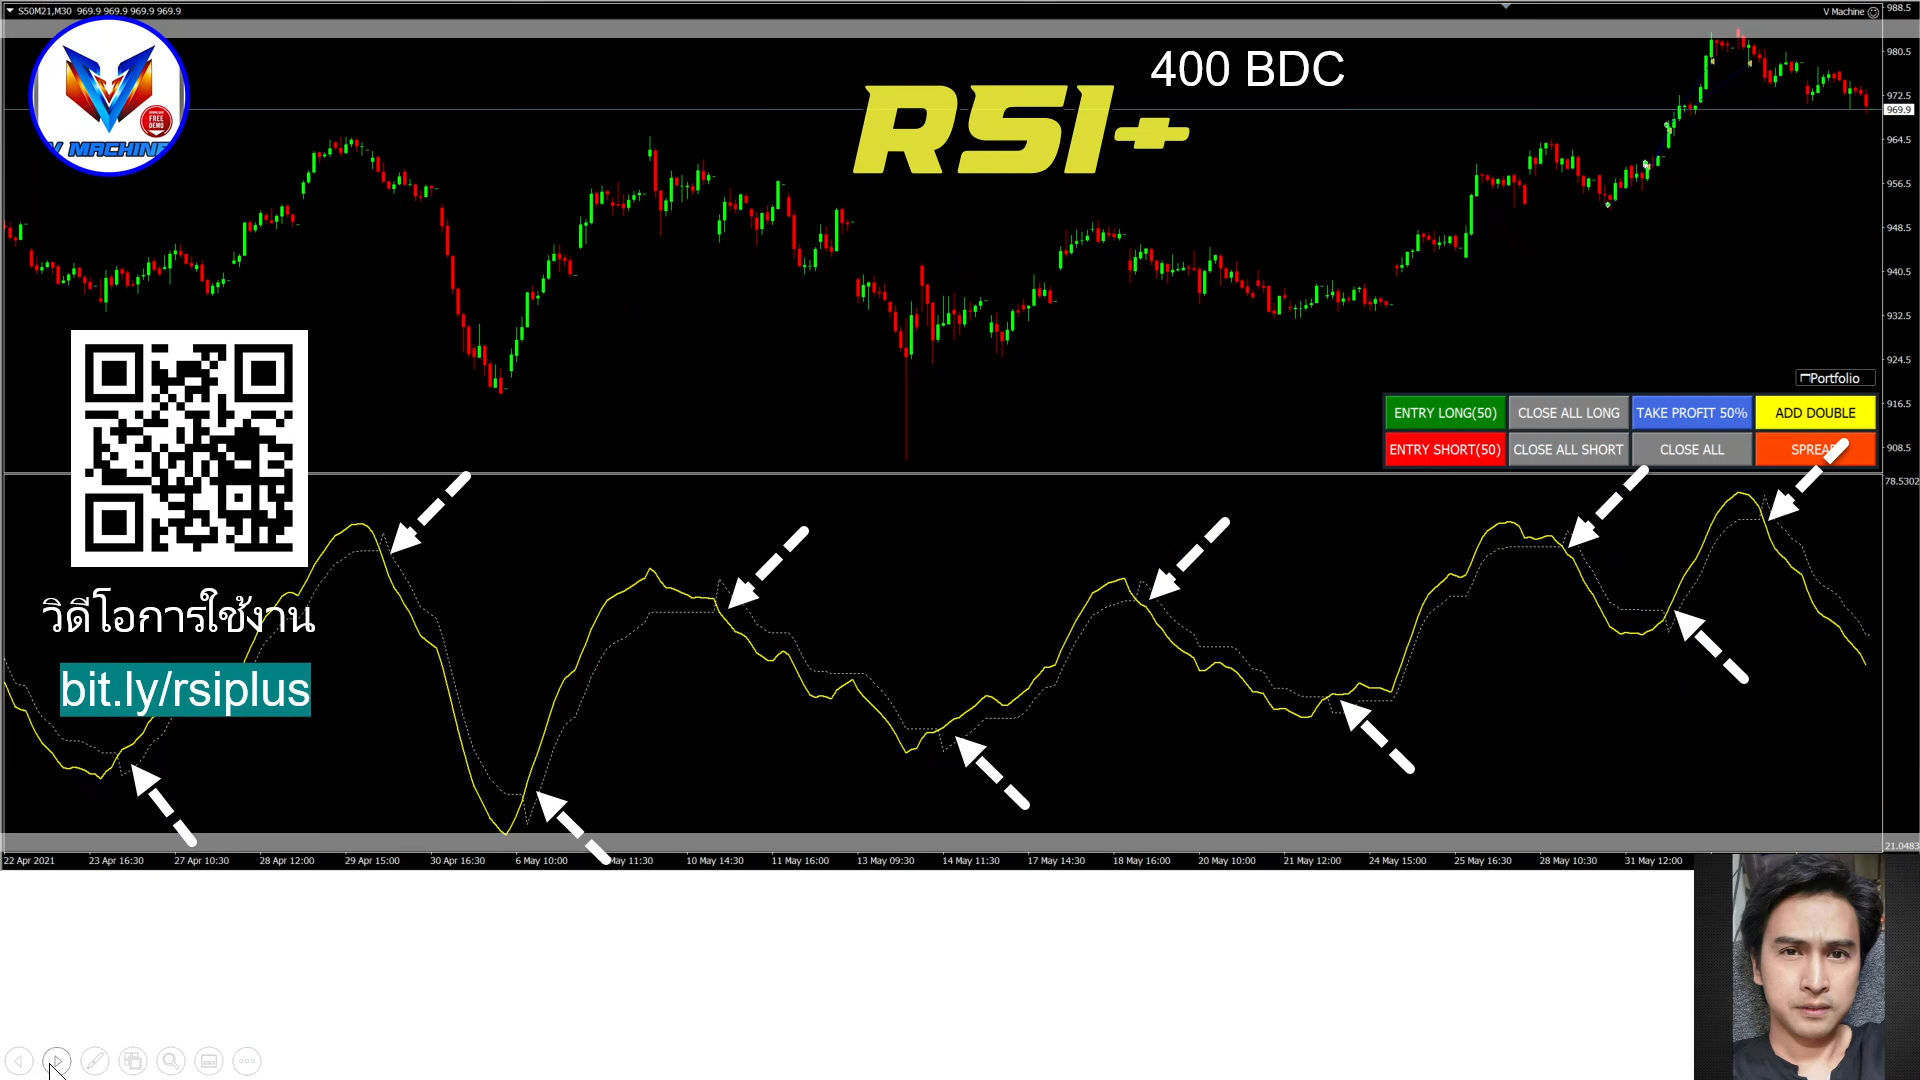 S50M21,M30 969.9 969.9 969.9 969.9
V Machine
988.5
400 BDC
RSI+
FREE
DEMO
V MACHINE
980.5
972.5
969.9
964.5
956.5
948.5
940.5
932.5
924.5
Portfolio
916.5
ENTRY LONG(50) CLOSE ALL LONG TAKE PROFIT 50% ADD DOUBLE
ENTRY SHORT(50) CLOSE ALL SHORT CLOSE ALL
908.5
78.5302
วิดีโอการใช้งาน
bit.ly/rsiplus
21.0483
22 Apr 2021 23 Apr 16:30 27 Apr 10:30 28 Apr 12:00 29 Apr 15:00 30 Apr 16:30 6 May 10:00 May 11:30 10 May 14:30 11 May 16:00 13 May 09:30 14 May 11:30 17 May 14:30 18 May 16:00 20 May 10:00 21 May 12:00 24 May 15:00 25 May 16:30 28 May 10:30 31 May 12:00